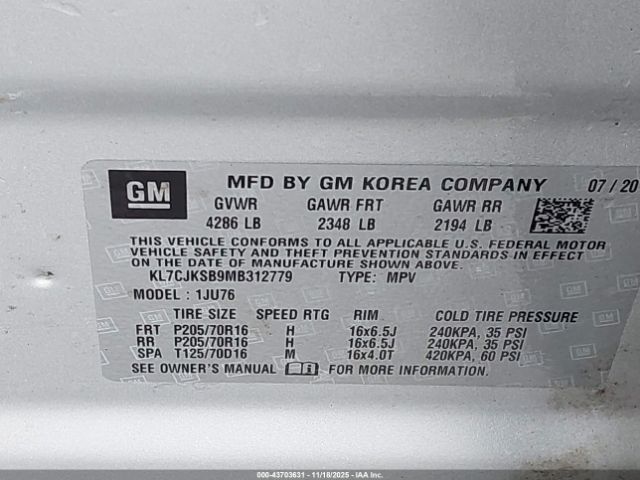 GM
MFD BY GM KOREA COMPANY 07 / 20
GVWR GAWR FRT GAWR RR
4286 LB 2348 LB 2194 LB
THIS VEHICLE CONFORMS TO ALL APPLICABLE U.S. FEDERAL MOTOR
VEHICLE SAFETY AND THEFT PREVENTION STANDARDS IN EFFECT
ON THE DATE OF MANUFACTURE SHOWN ABOVE.
KL7CJKSB9MB312779 TYPE: MPV
MODEL : 1JU76
TIRE SIZE SPEED RTG RIM COLD TIRE PRESSURE
FRT P205/70R16 H 16x6.5J 240KPA, 35 PSI
RR P205/70R16 H 16x6.5J 240KPA, 35 PSI
SPA T125/70D16 M 16x4.0T 420KPA, 60 PSI
SEE OWNER'S MANUAL FOR MORE INFORMATION.
000-43703631 - 11/18/2025 - IAAI.com